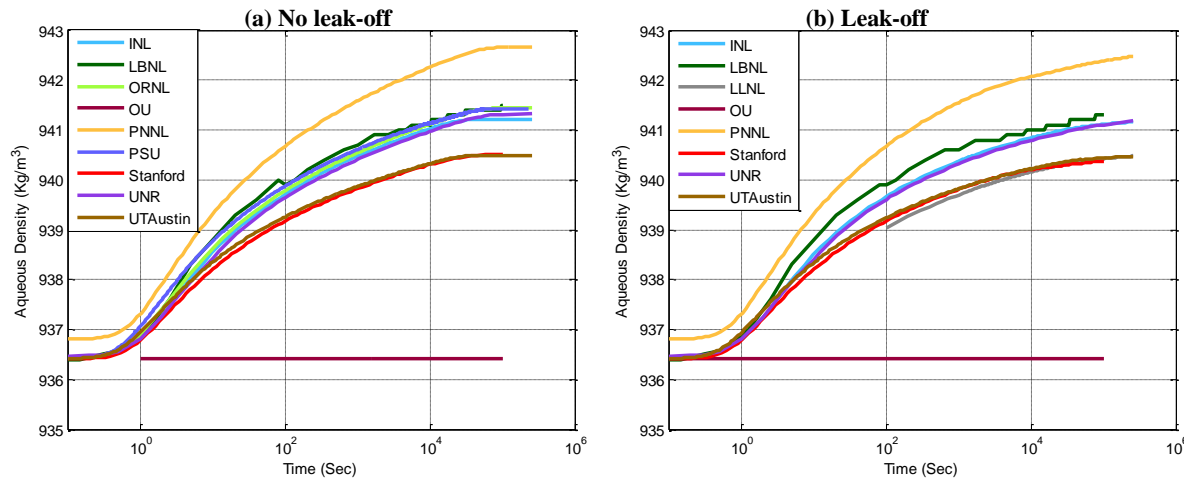 (a) No leak-off
943
942
941
940
939
938
937
936
935
Aqueous Density (Kg/m³)
INL
LBNL
ORNL
OU
PNNL
PSU
Stanford
UNR
UTAustin
10⁰
10²
10⁴
10⁶
Time (Sec)
(b) Leak-off
943
942
941
940
939
938
937
936
935
Aqueous Density (Kg/m³)
INL
LBNL
LLNL
OU
PNNL
Stanford
UNR
UTAustin
10⁰
10²
10⁴
10⁶
Time (Sec)